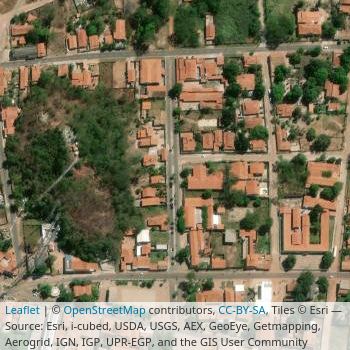 Leaflet | © OpenStreetMap contributors, CC-BY-SA, Tiles © Esri —
Source: Esri, i-cubed, USDA, USGS, AEX, GeoEye, Getmapping,
Aerogrid, IGN, IGP, UPR-EGP, and the GIS User Community